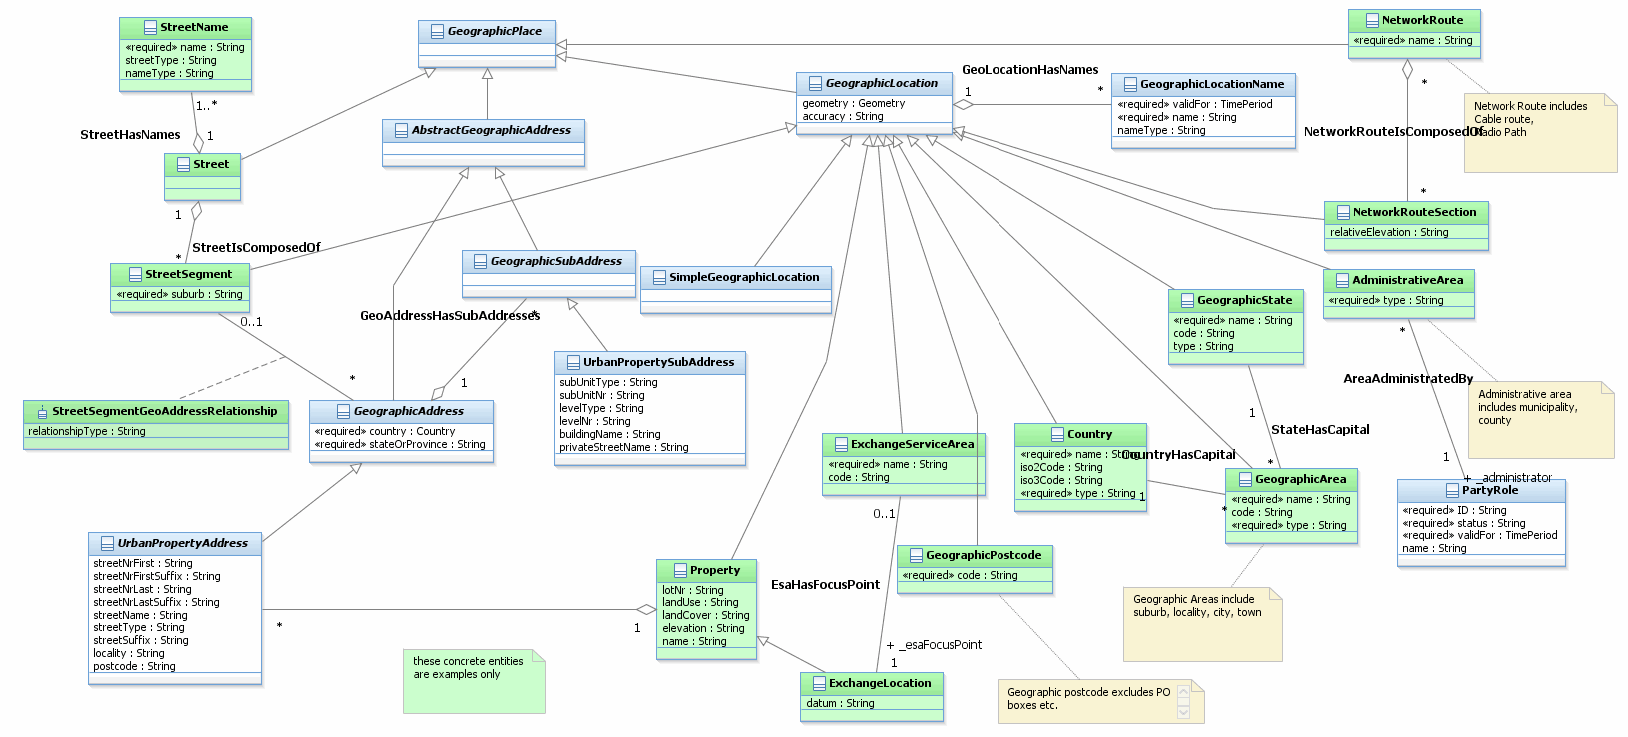 StreetName
«required» name : String
streetType : String
nameType : String
1..*
StreetHasNames
1
Street
1
StreetIsComposedOf
*
StreetSegment
«required» suburb : String
0..1
*
StreetSegmentGeoAddressRelationship
relationshipType : String
GeographicPlace
AbstractGeographicAddress
GeographicSubAddress
GeoAddressHasSubAddresses
*
1
GeographicAddress
«required» country : Country
«required» stateOrProvince : String
UrbanPropertySubAddress
subUnitType : String
subUnitNr : String
levelType : String
levelNr : String
buildingName : String
privateStreetName : String
UrbanPropertyAddress
streetNrFirst : String
streetNrFirstSuffix : String
streetNrLast : String
streetNrLastSuffix : String
streetName : String
streetType : String
streetSuffix : String
locality : String
postcode : String
*
1
these concrete entities
are examples only
GeographicLocation
geometry : Geometry
accuracy : String
GeoLocationHasNames
1
*
GeographicLocationName
«required» validFor : TimePeriod
«required» name : String
nameType : String
SimpleGeographicLocation
Property
lotNr : String
landUse : String
landCover : String
elevation : String
name : String
ExchangeServiceArea
«required» name : String
code : String
0..1
EsaHasFocusPoint
+ _esaFocusPoint
1
ExchangeLocation
datum : String
GeographicPostcode
«required» code : String
Geographic postcode excludes PO
boxes etc.
Country
«required» name : String
iso2Code : String
iso3Code : String
«required» type : String
CountryHasCapital
1
*
GeographicState
«required» name : String
code : String
type : String
1
StateHasCapital
*
GeographicArea
«required» name : String
code : String
«required» type : String
Geographic Areas include
suburb, locality, city, town
NetworkRoute
«required» name : String
*
NetworkRouteIsComposedOf
*
Network Route includes
Cable route,
Radio Path
NetworkRouteSection
relativeElevation : String
AdministrativeArea
«required» type : String
*
AreaAdministratedBy
1
+ _administrator
Administrative area
includes municipality,
county
PartyRole
«required» ID : String
«required» status : String
«required» validFor : TimePeriod
name : String